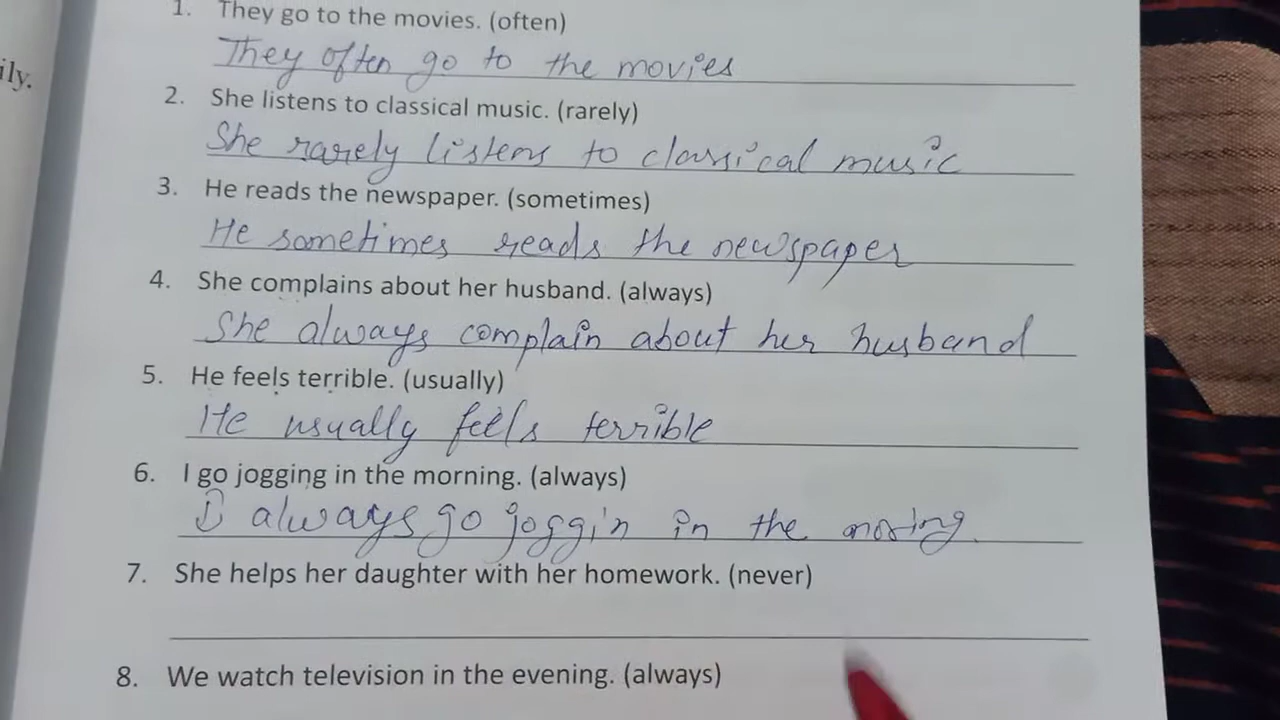 ily.
1. They go to the movies. (often)
They often go to the movies
2. She listens to classical music. (rarely)
She rarely listens to classical music
3. He reads the newspaper. (sometimes)
He sometimes reads the newspaper
4. She complains about her husband. (always)
She always complain about her husband
5. He feels terrible. (usually)
He usually feels terrible
6. I go jogging in the morning. (always)
I always go joggin in the moring.
7. She helps her daughter with her homework. (never)
8. We watch television in the evening. (always)